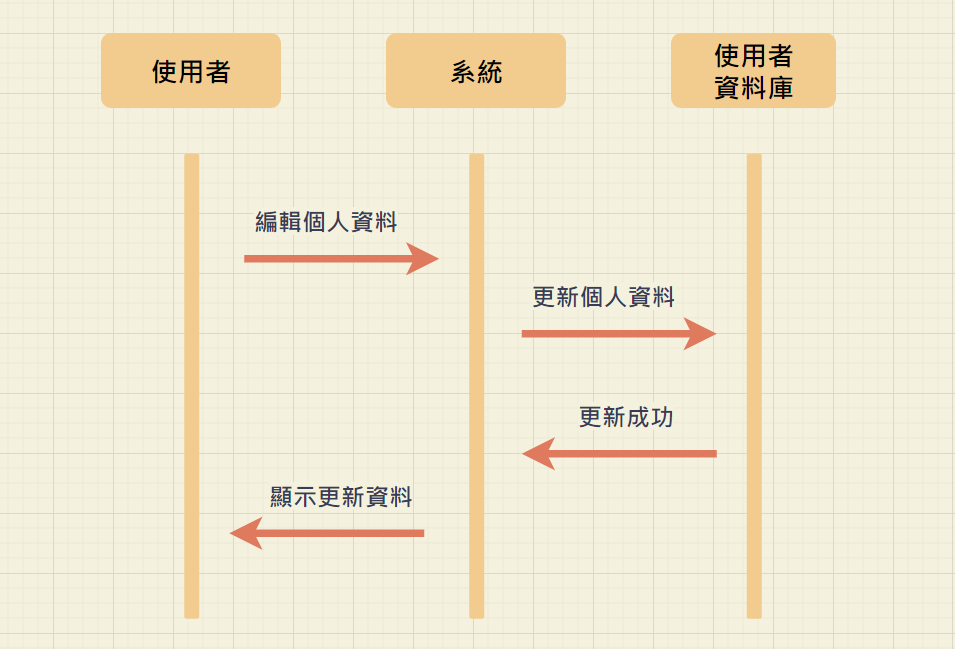 使用者
系統
使用者
資料庫
編輯個人資料
更新個人資料
更新成功
顯示更新資料